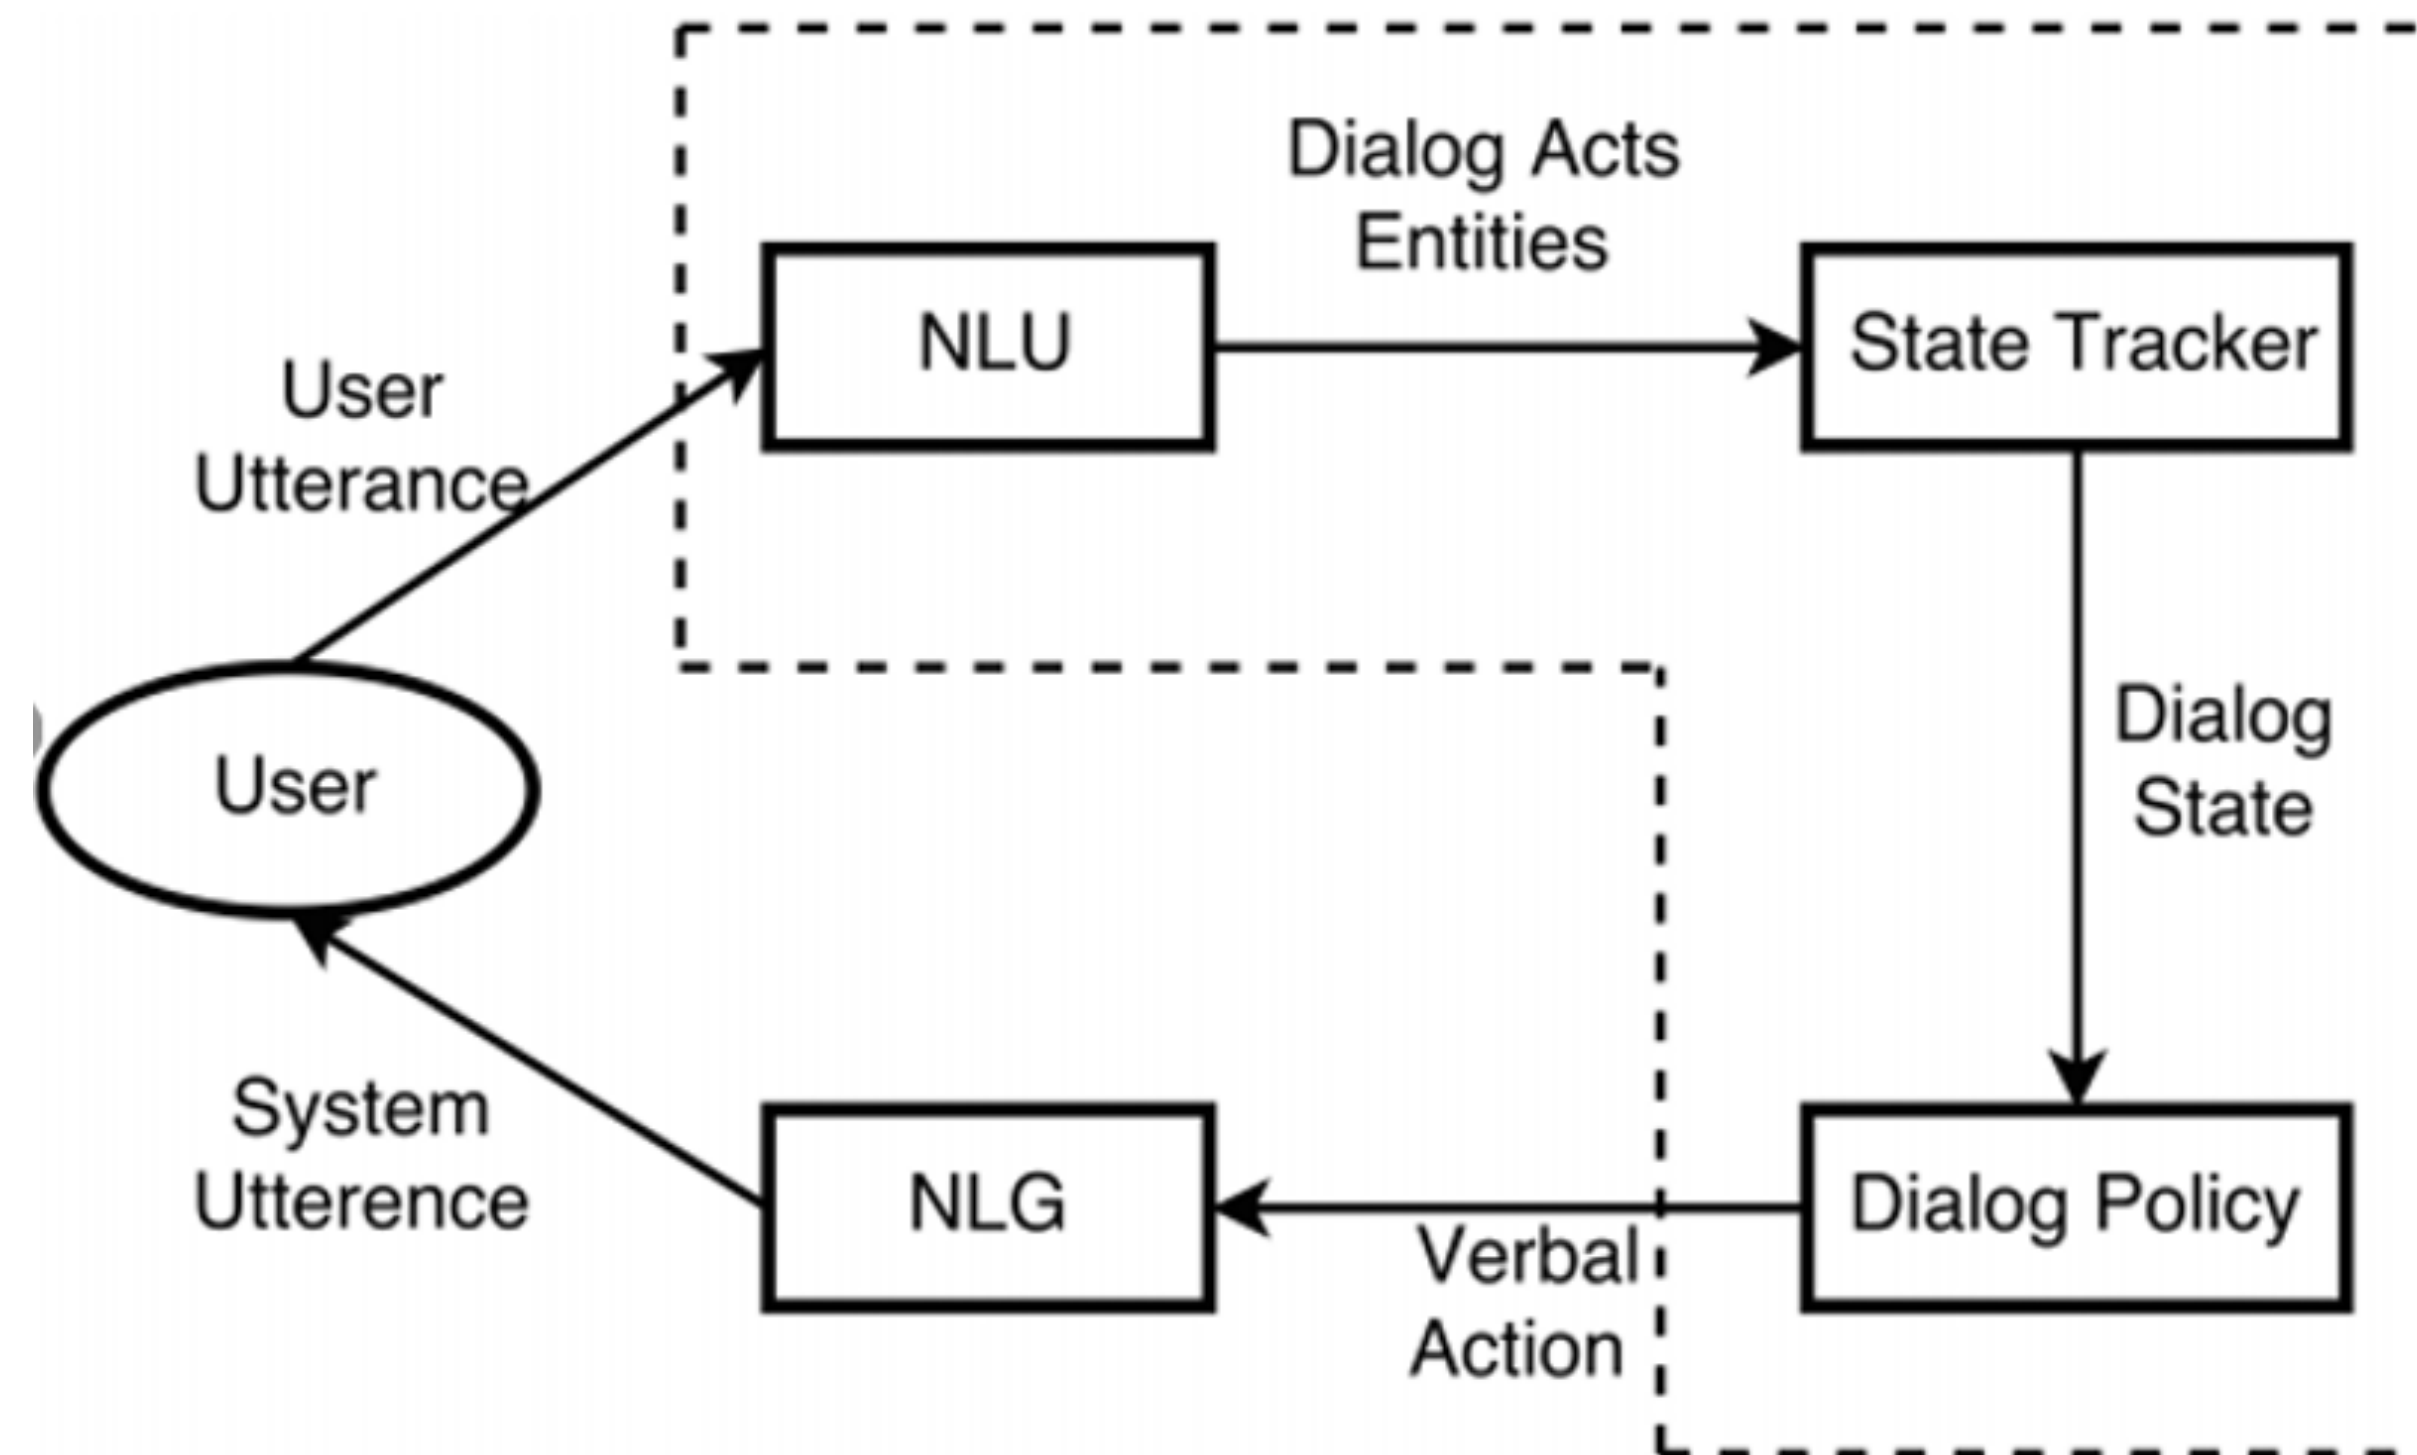 Dialog Acts
Entities
NLU
State Tracker
User
Utterance
User
Dialog
State
System
Utterence
NLG
Verbal
Action
Dialog Policy